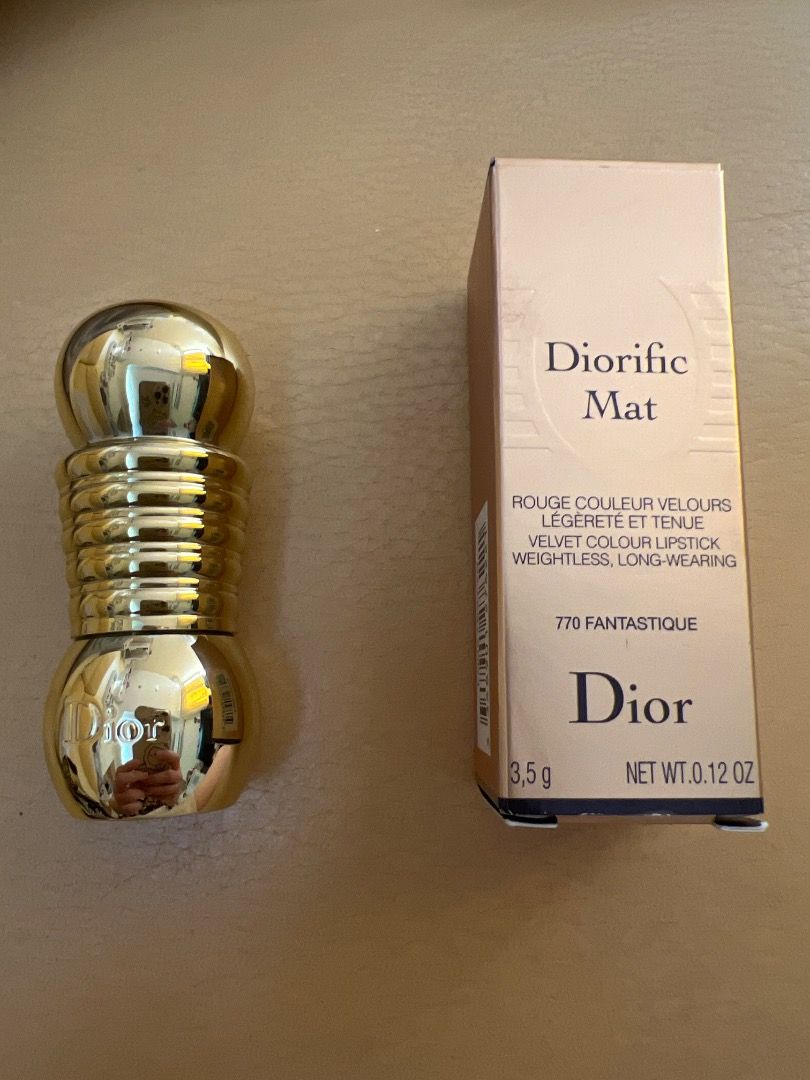 Dior
Diorific
Mat
ROUGE COULEUR VELOURS
LÉGÈRETÉ ET TENUE
VELVET COLOUR LIPSTICK
WEIGHTLESS, LONG-WEARING
770 FANTASTIQUE
Dior
3,5 g NET WT.0.12 OZ